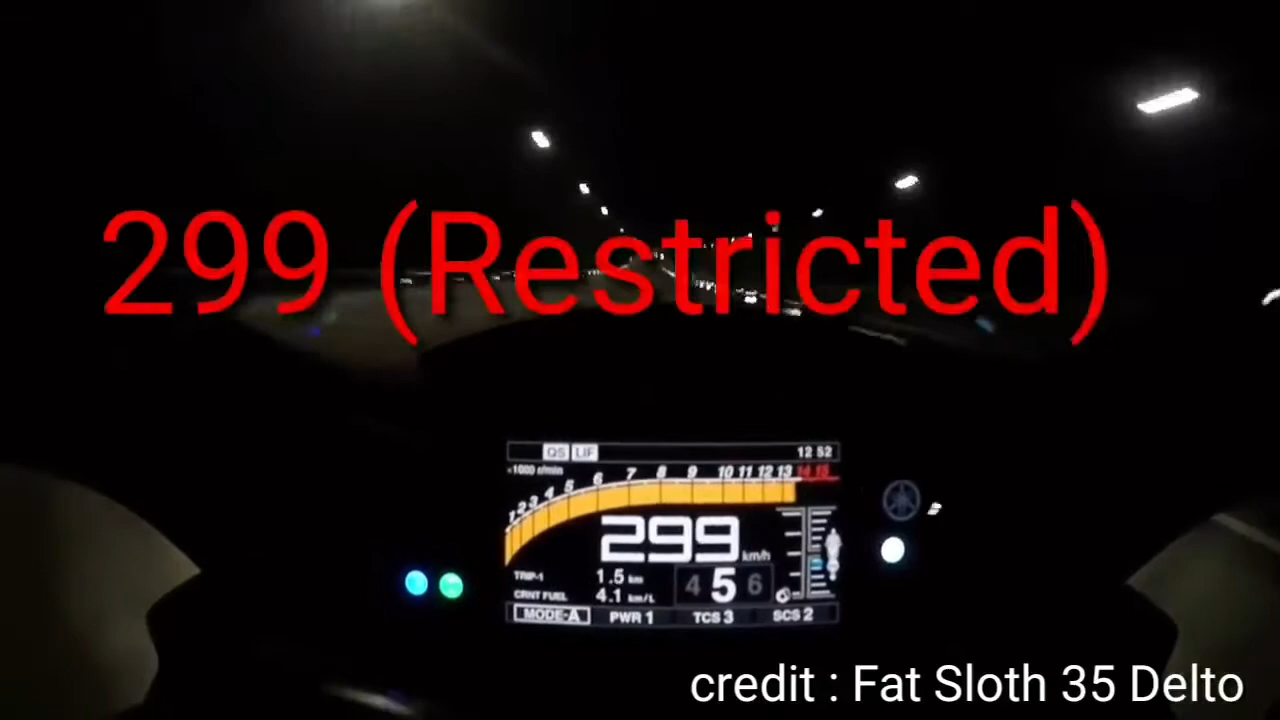 299 (Restricted)
QS LIF 12 52
×1000 r/min
1 2 3 4 5 6 7 8 9 10 11 12 13 14 15
299 km/h
TRIP-1 1.5 km
CRNT FUEL 4.1 km/L
4 5 6
MODE-A PWR 1 TCS 3 SCS 2
credit : Fat Sloth 35 Delto